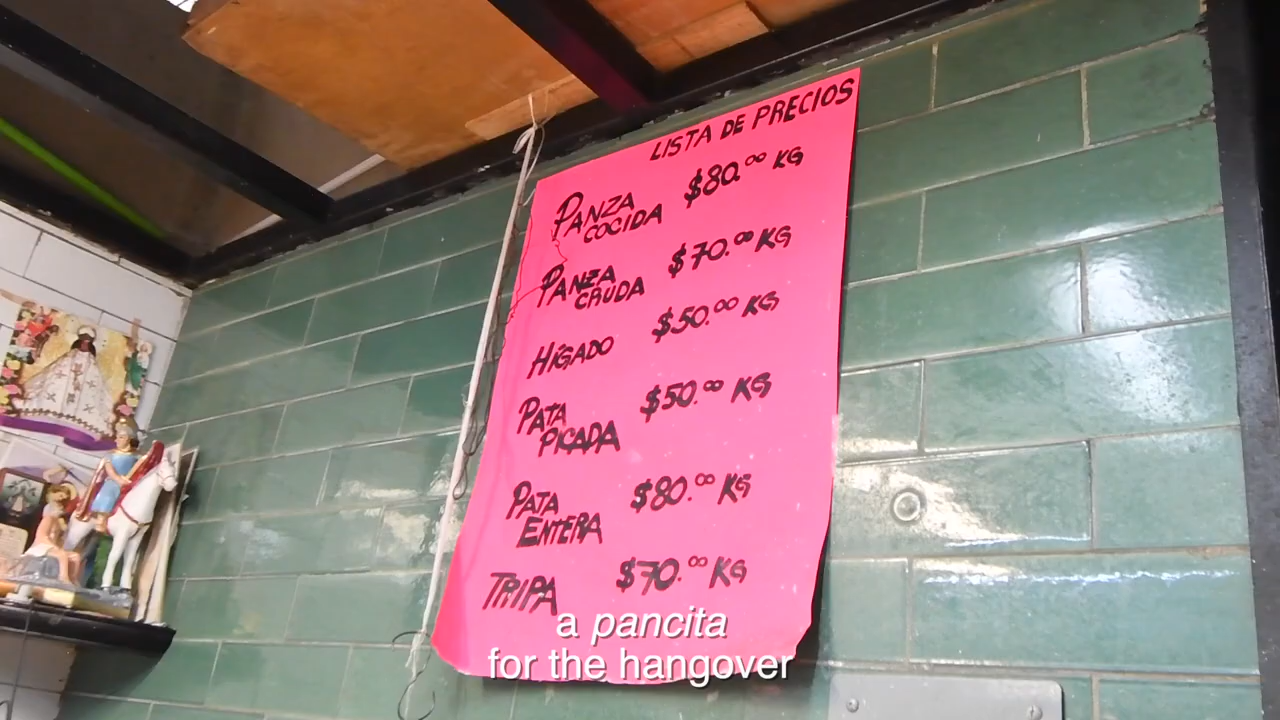 LISTA DE PRECIOS
PANZA COCIDA $80.00 KG
PANZA CRUDA $70.00 KG
HÍGADO $50.00 KG
PATA PICADA $50.00 KG
PATA ENTERA $80.00 KG
TRIPA $70.00 KG
a pancita
for the hangover